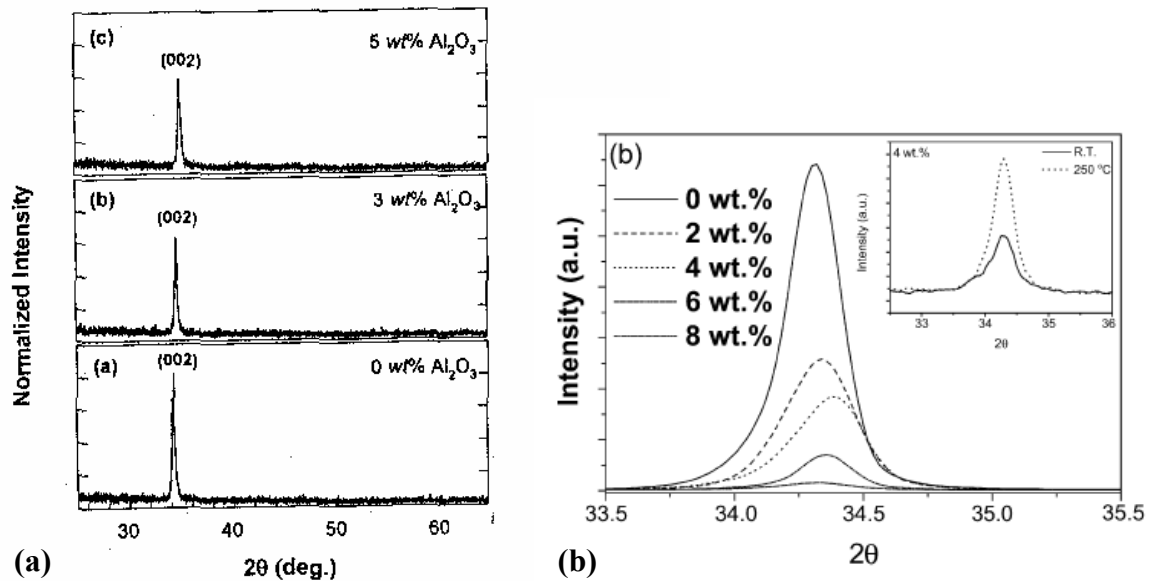 (c)
5 wt% Al2O3
(002)
(b)
3 wt% Al2O3
(002)
(a)
0 wt% Al2O3
(002)
Normalized Intensity
30 40 50 60
2θ (deg.)
(a)
(b)
0 wt.%
2 wt.%
4 wt.%
6 wt.%
8 wt.%
Intensity (a.u.)
33.5 34.0 34.5 35.0 35.5
2θ
4 wt.%
R.T.
250 ºC
Intensity (a.u.)
33 34 35 36
2θ
(b)